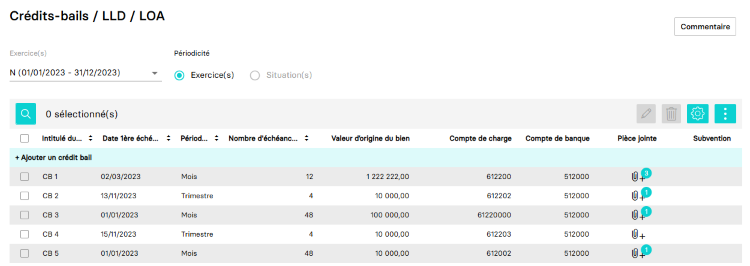 Crédits-bails / LLD / LOA
Commentaire
Exercice(s) Périodicité
N (01/01/2023 - 31/12/2023) Exercice(s) Situation(s)
0 sélectionné(s)
Intitulé du... Date 1ère éché... Périod... Nombre d'échéanc... Valeur d'origine du bien Compte de charge Compte de banque Pièce jointe Subvention
+ Ajouter un crédit bail
CB 1 02/03/2023 Mois 12 1 222 222,00 612200 512000 3
CB 2 13/11/2023 Trimestre 4 10 000,00 612202 512000 1
CB 3 01/01/2023 Mois 48 100 000,00 61220000 512000 1
CB 4 15/11/2023 Trimestre 4 10 000,00 612203 512000
CB 5 01/01/2023 Mois 48 10 000,00 612002 512000 1